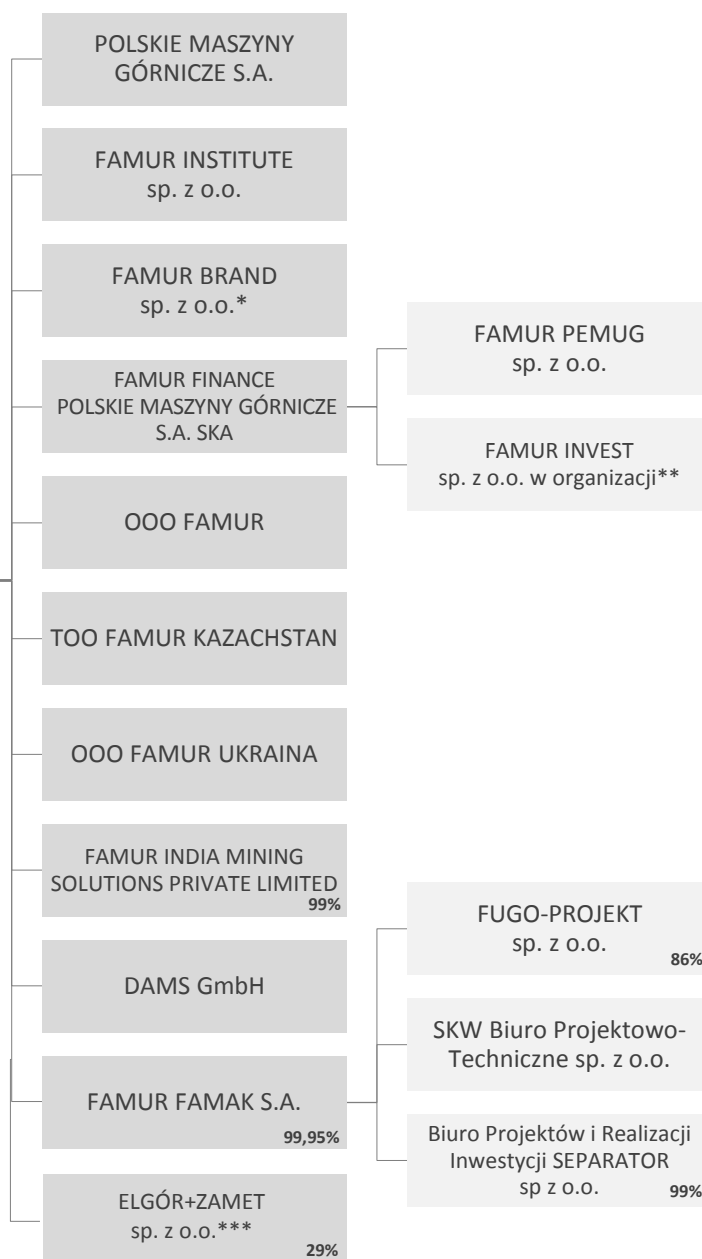 POLSKIE MASZYNY
GÓRNICZE S.A.
FAMUR INSTITUTE
sp. z o.o.
FAMUR BRAND
sp. z o.o.*
FAMUR FINANCE
POLSKIE MASZYNY GÓRNICZE
S.A. SKA
FAMUR PEMUG
sp. z o.o.
FAMUR INVEST
sp. z o.o. w organizacji**
OOO FAMUR
TOO FAMUR KAZACHSTAN
OOO FAMUR UKRAINA
FAMUR INDIA MINING
SOLUTIONS PRIVATE LIMITED
99%
DAMS GmbH
FAMUR FAMAK S.A.
99,95%
FUGO-PROJEKT
sp. z o.o.
86%
SKW Biuro Projektowo-
Techniczne sp. z o.o.
Biuro Projektów i Realizacji
Inwestycji SEPARATOR
sp z o.o. 99%
ELGÓR+ZAMET
sp. z o.o.***
29%